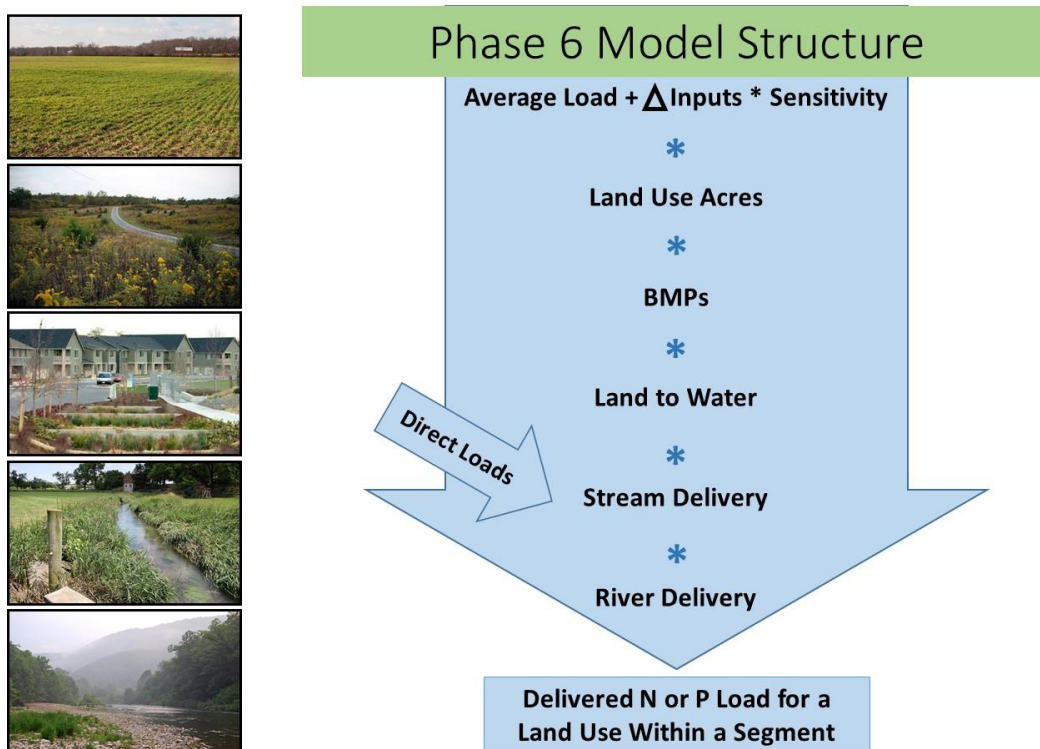 Phase 6 Model Structure
Average Load + Δ Inputs * Sensitivity
*
Land Use Acres
*
BMPs
*
Land to Water
*
Direct Loads
Stream Delivery
*
River Delivery
Delivered N or P Load for a
Land Use Within a Segment